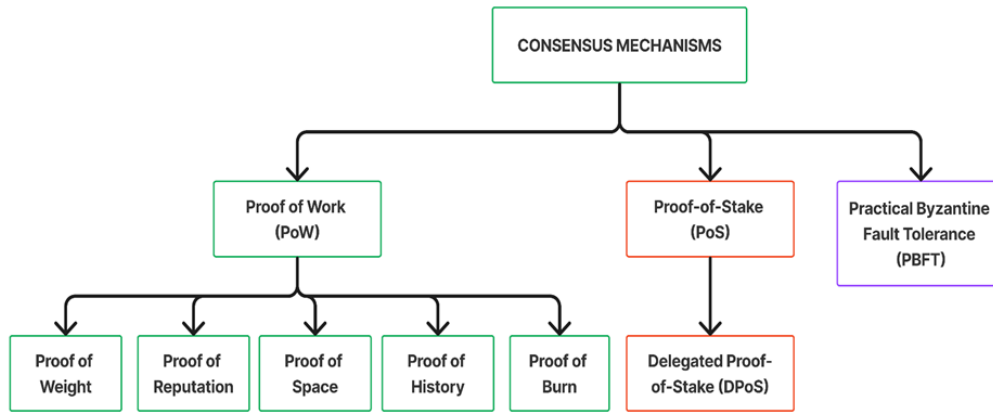 CONSENSUS MECHANISMS
Proof of Work
(PoW)
Proof-of-Stake
(PoS)
Practical Byzantine
Fault Tolerance
(PBFT)
Proof of
Weight
Proof of
Reputation
Proof of
Space
Proof of
History
Proof of
Burn
Delegated Proof-
of-Stake (DPoS)